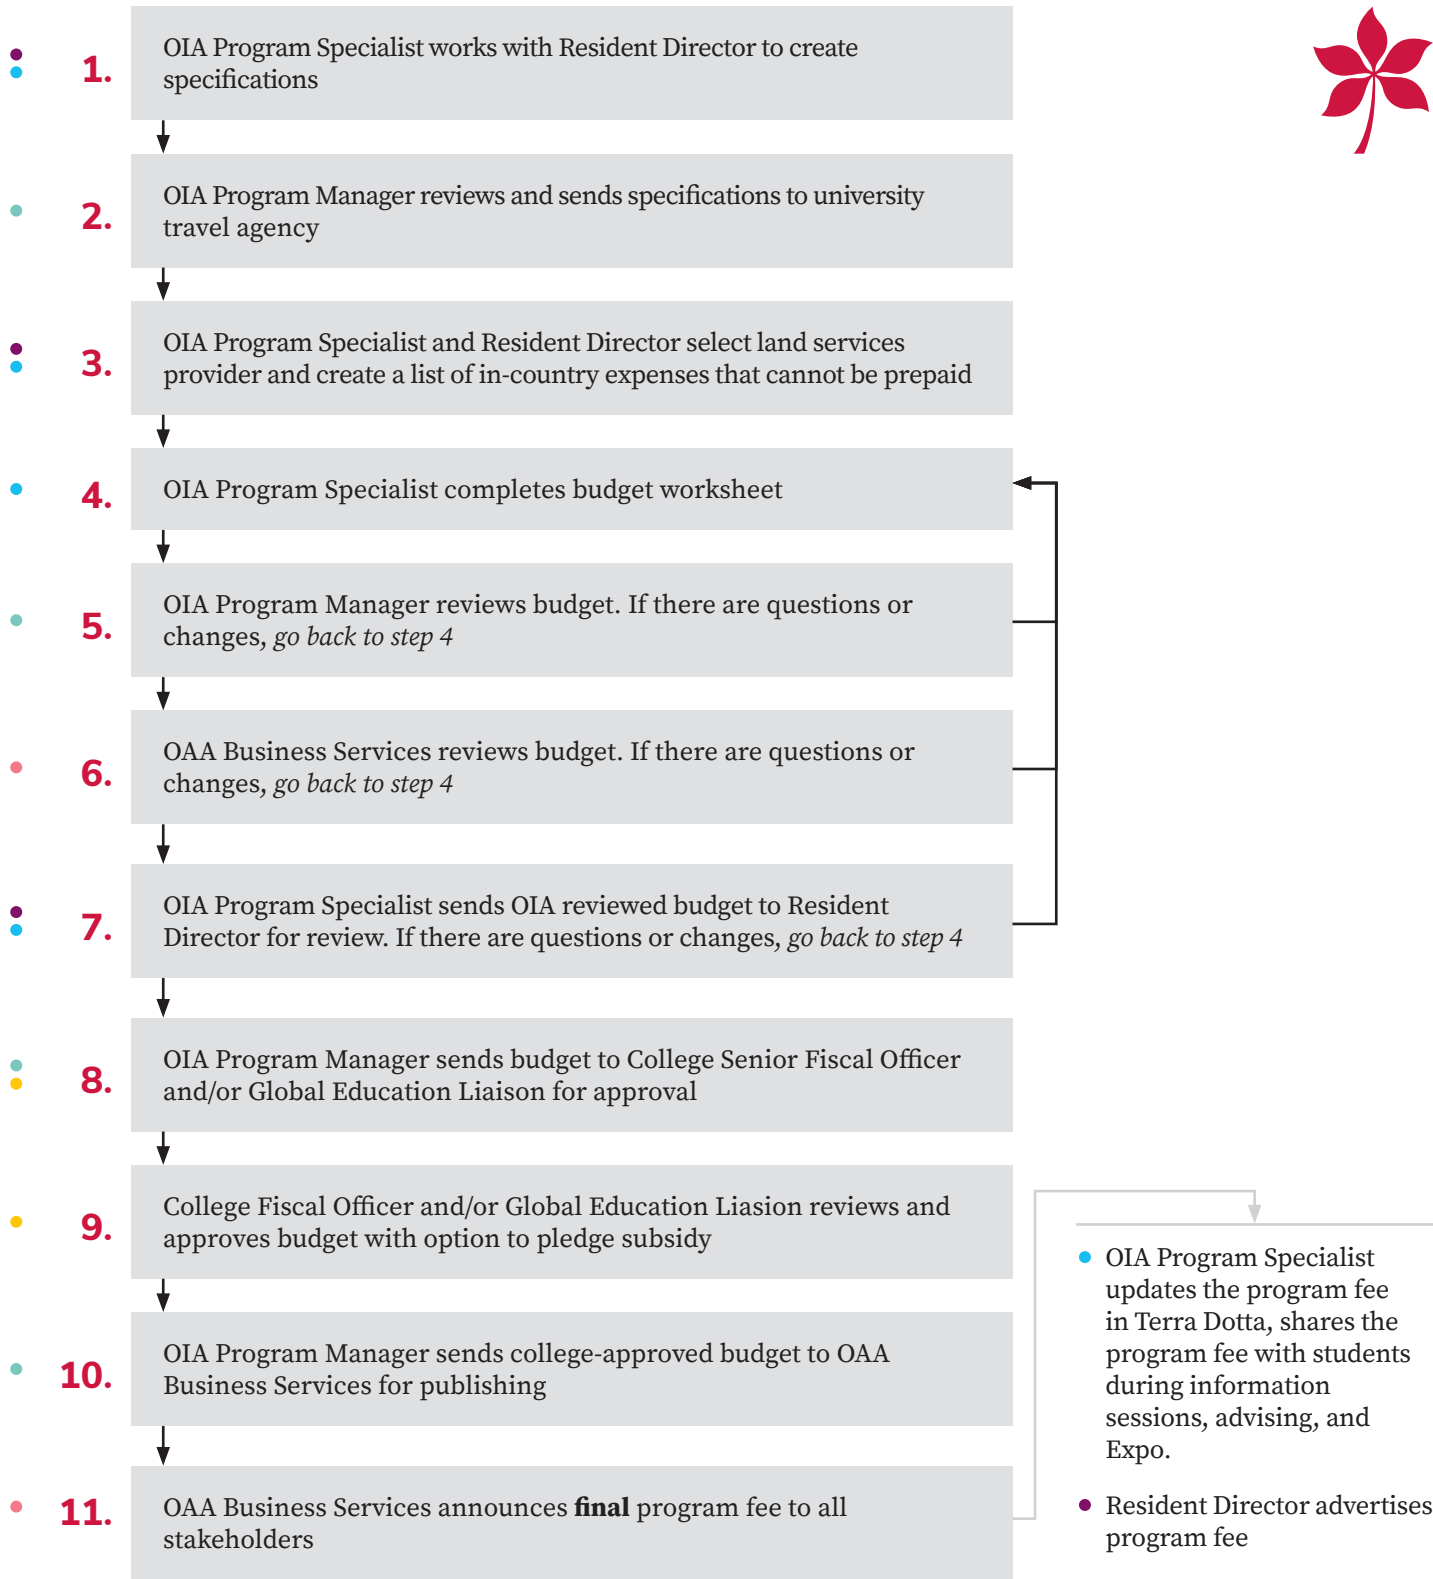 1.
OIA Program Specialist works with Resident Director to create
specifications
2.
OIA Program Manager reviews and sends specifications to university
travel agency
3.
OIA Program Specialist and Resident Director select land services
provider and create a list of in-country expenses that cannot be prepaid
4.
OIA Program Specialist completes budget worksheet
5.
OIA Program Manager reviews budget. If there are questions or
changes, go back to step 4
6.
OAA Business Services reviews budget. If there are questions or
changes, go back to step 4
7.
OIA Program Specialist sends OIA reviewed budget to Resident
Director for review. If there are questions or changes, go back to step 4
8.
OIA Program Manager sends budget to College Senior Fiscal Officer
and/or Global Education Liaison for approval
9.
College Fiscal Officer and/or Global Education Liasion reviews and
approves budget with option to pledge subsidy
10.
OIA Program Manager sends college-approved budget to OAA
Business Services for publishing
11.
OAA Business Services announces final program fee to all
stakeholders
OIA Program Specialist
updates the program fee
in Terra Dotta, shares the
program fee with students
during information
sessions, advising, and
Expo.
Resident Director advertises
program fee